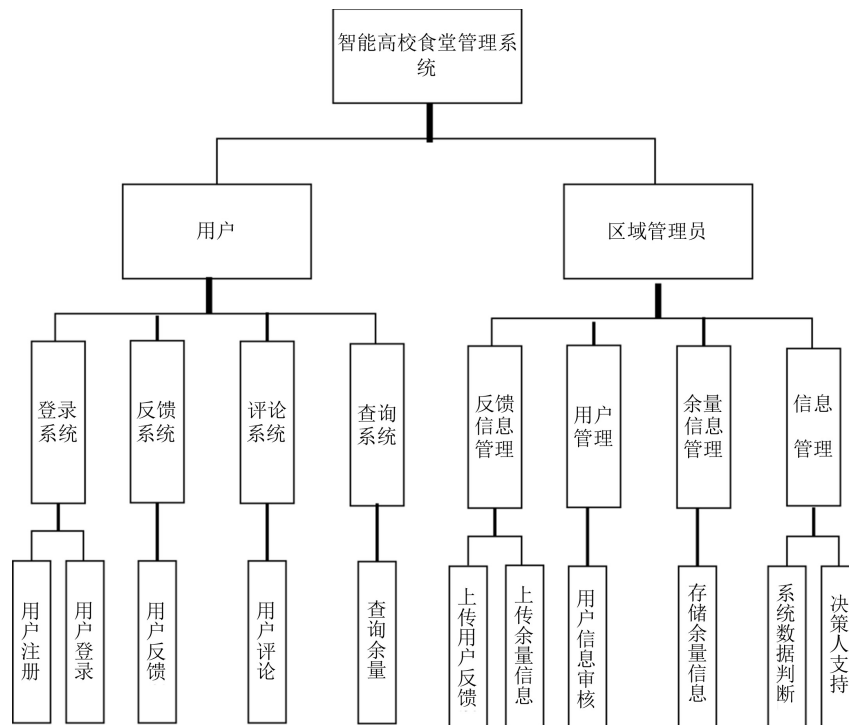 智能高校食堂管理系
统
用户
区域管理员
登录
系统
反馈
系统
评论
系统
查询
系统
反馈
信息
管理
用户
管理
余量
信息
管理
信息
管理
用户注册
用户登录
用户反馈
用户评论
查询余量
上传用户反馈
上传余量信息
用户信息审核
存储余量信息
系统数据判断
决策人支持